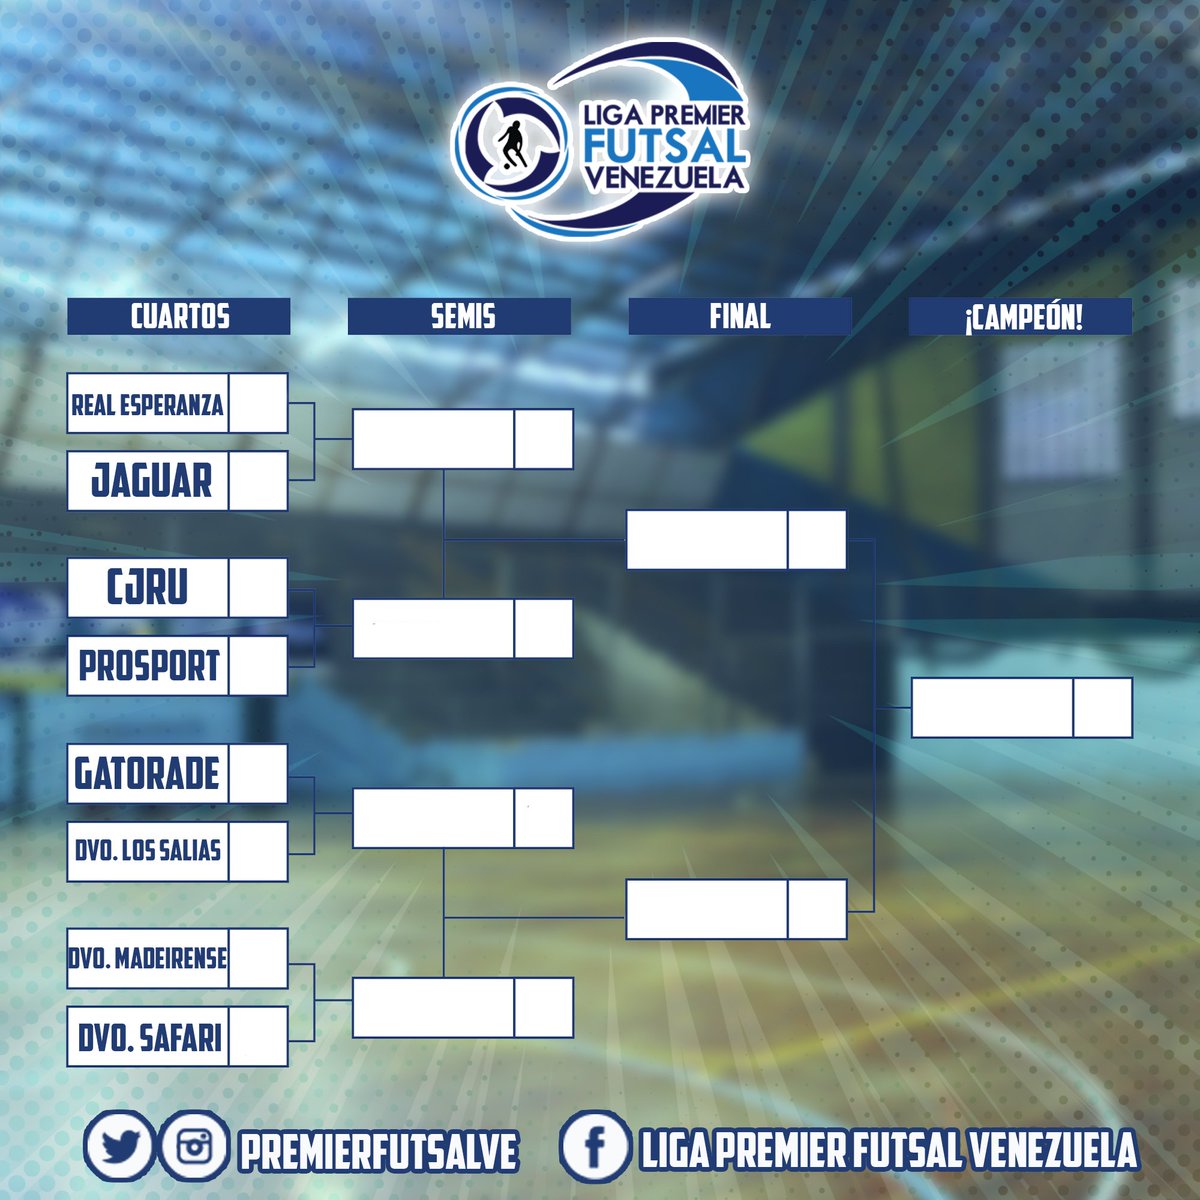 LIGA PREMIER
FUTSAL
VENEZUELA
CUARTOS
SEMIS
FINAL
¡CAMPEÓN!
REAL ESPERANZA
JAGUAR
CJRU
PROSPORT
GATORADE
DVO. LOS SALIAS
DVO. MADEIRENSE
DVO. SAFARI
PREMIERFUTSALVE
LIGA PREMIER FUTSAL VENEZUELA